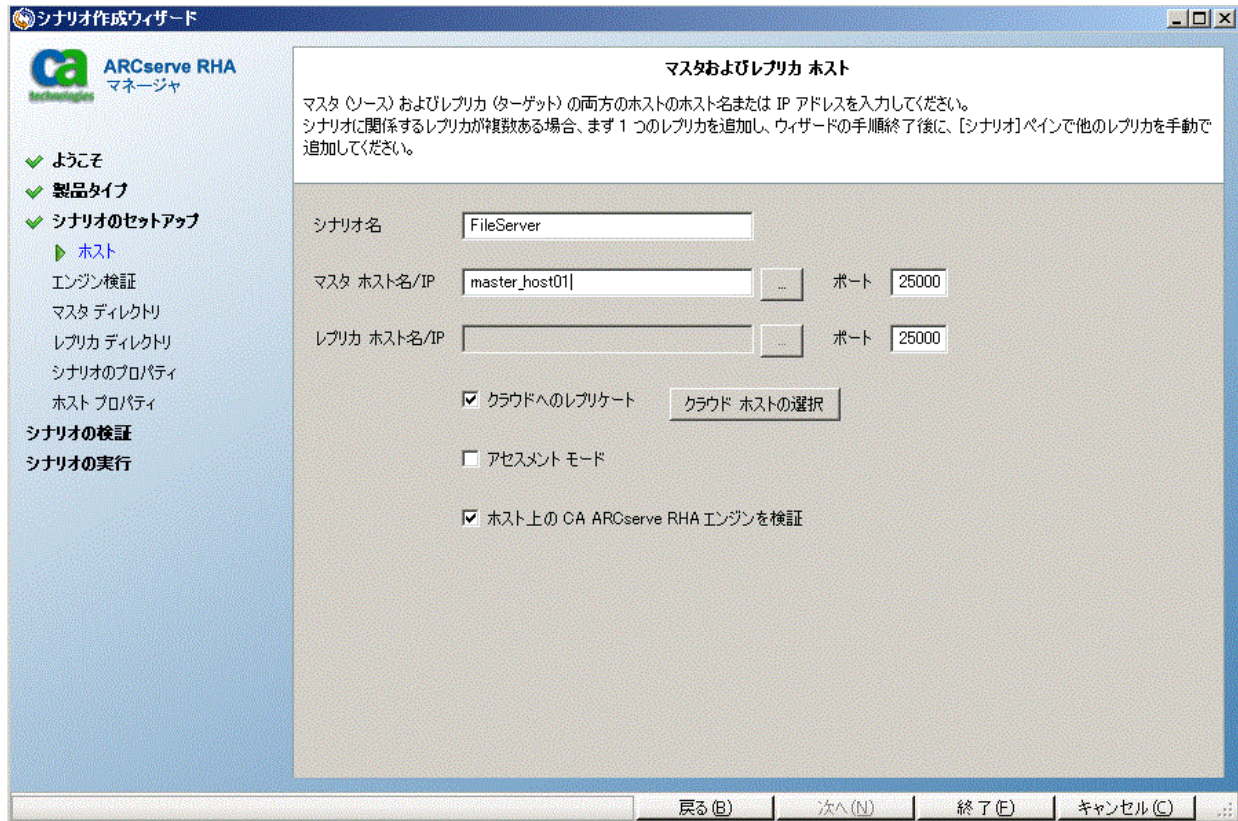 シナリオ作成ウィザード
ca
technologies
ARCserve RHA
マネージャ
ようこそ
製品タイプ
シナリオのセットアップ
ホスト
エンジン検証
マスタ ディレクトリ
レプリカ ディレクトリ
シナリオのプロパティ
ホスト プロパティ
シナリオの検証
シナリオの実行
マスタおよびレプリカ ホスト
マスタ (ソース) およびレプリカ (ターゲット) の両方のホストのホスト名または IP アドレスを入力してください。
シナリオに関係するレプリカが複数ある場合、まず 1 つのレプリカを追加し、ウィザードの手順終了後に、[シナリオ]ペインで他のレプリカを手動で
追加してください。
シナリオ名 FileServer
マスタ ホスト名/IP master_host01 ... ポート 25000
レプリカ ホスト名/IP ... ポート 25000
クラウドへのレプリケート クラウド ホストの選択
アセスメント モード
ホスト上の CA ARCserve RHA エンジンを検証
戻る(B) 次へ(N) 終了(F) キャンセル(C)